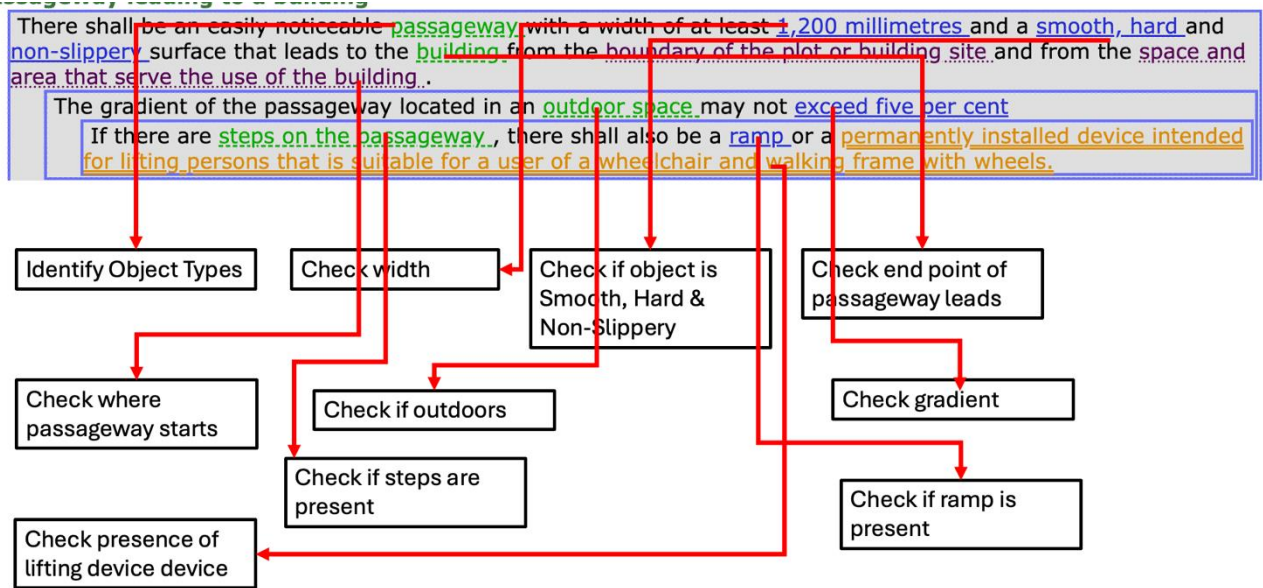 assageway leading to a building
There shall be an easily noticeable passageway with a width of at least 1,200 millimetres and a smooth, hard and
non-slippery surface that leads to the building from the boundary of the plot or building site and from the space and
area that serve the use of the building .
The gradient of the passageway located in an outdoor space may not exceed five per cent
If there are steps on the passageway , there shall also be a ramp or a permanently installed device intended
for lifting persons that is suitable for a user of a wheelchair and walking frame with wheels.
Identify Object Types
Check width
Check if object is
Smooth, Hard &
Non-Slippery
Check end point of
passageway leads
Check where
passageway starts
Check if outdoors
Check gradient
Check if steps are
present
Check if ramp is
present
Check presence of
lifting device device